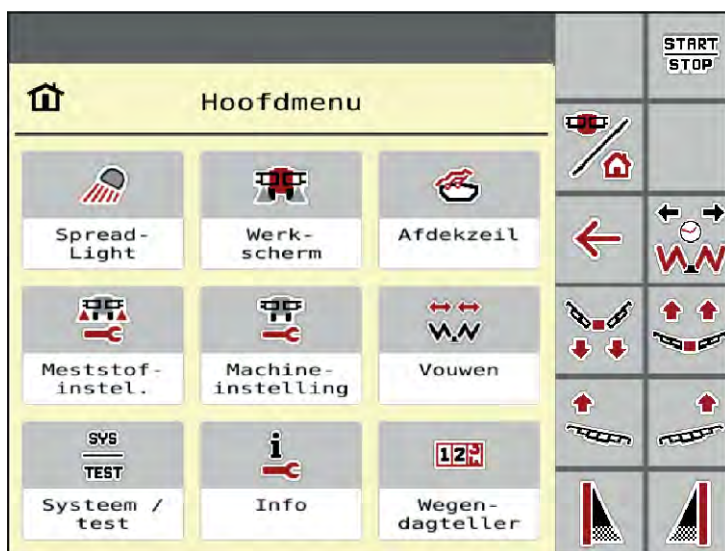 START
STOP
Hoofdmenu
Spread-
Light
Werk-
scherm
Afdekzeil
Meststof-
instel.
Machine-
instelling
Vouwen
SYS
TEST
Systeem /
test
i
Info
123
Wegen-
dagteller